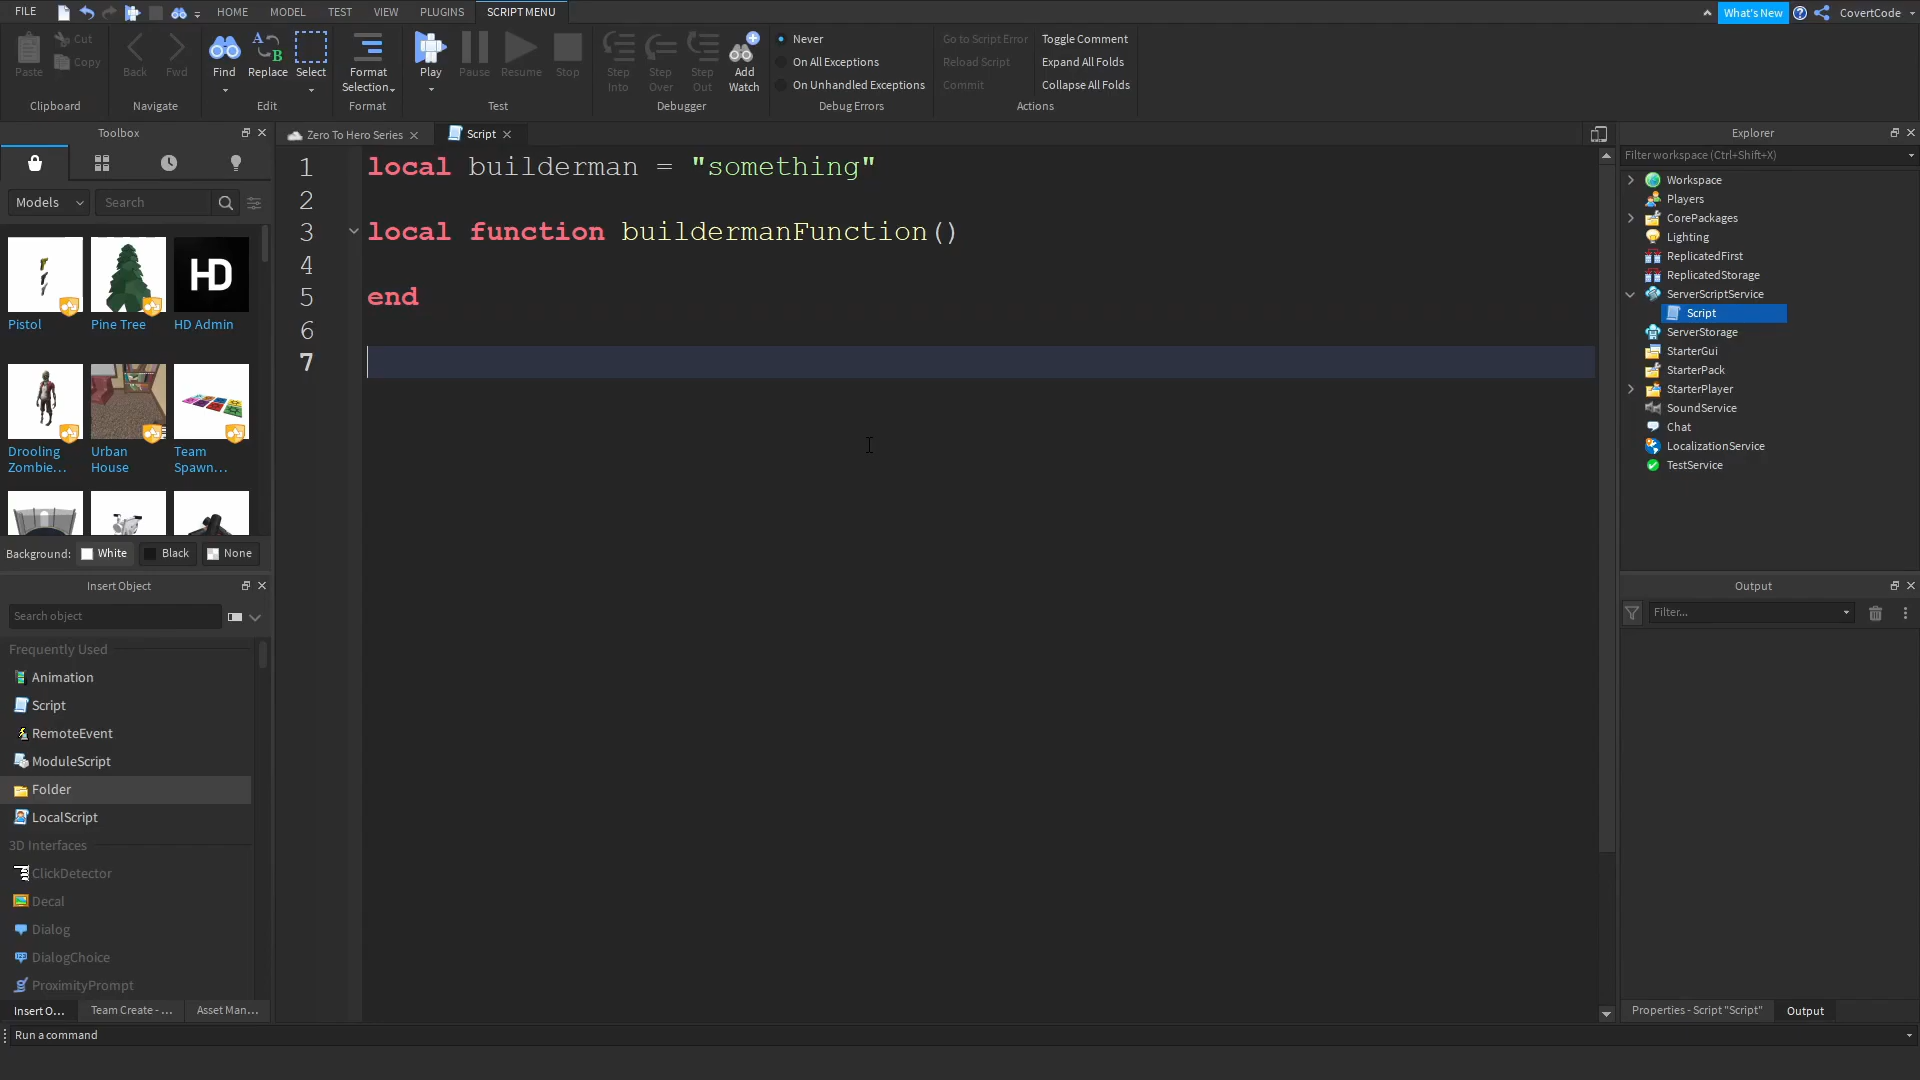 FILE
HOME
MODEL
TEST
VIEW
PLUGINS
SCRIPT MENU
What's New
CovertCode
Paste
Cut
Copy
Clipboard
Back
Fwd
Navigate
Find
Replace
Select
Edit
Format
Selection
Format
Play
Pause
Resume
Stop
Test
Step
Into
Step
Over
Step
Out
Add
Watch
Debugger
Never
On All Exceptions
On Unhandled Exceptions
Debug Errors
Go to Script Error
Reload Script
Commit
Toggle Comment
Expand All Folds
Collapse All Folds
Actions
Toolbox
Models
Search
HD
Pistol
Pine Tree
HD Admin
Drooling
Zombie...
Urban
House
Team
Spawn...
Background:
White
Black
None
Insert Object
Search object
Frequently Used
Animation
Script
RemoteEvent
ModuleScript
Folder
LocalScript
3D Interfaces
ClickDetector
Decal
Dialog
DialogChoice
ProximityPrompt
Insert O...
Team Create - ...
Asset Man...
Run a command
Zero To Hero Series
Script
1 local builderman = "something"
2
3 local function buildermanFunction()
4
5 end
6
7
Explorer
Filter workspace (Ctrl+Shift+X)
Workspace
Players
CorePackages
Lighting
ReplicatedFirst
ReplicatedStorage
ServerScriptService
Script
ServerStorage
StarterGui
StarterPack
StarterPlayer
SoundService
Chat
LocalizationService
TestService
Output
Filter...
Properties - Script "Script"
Output